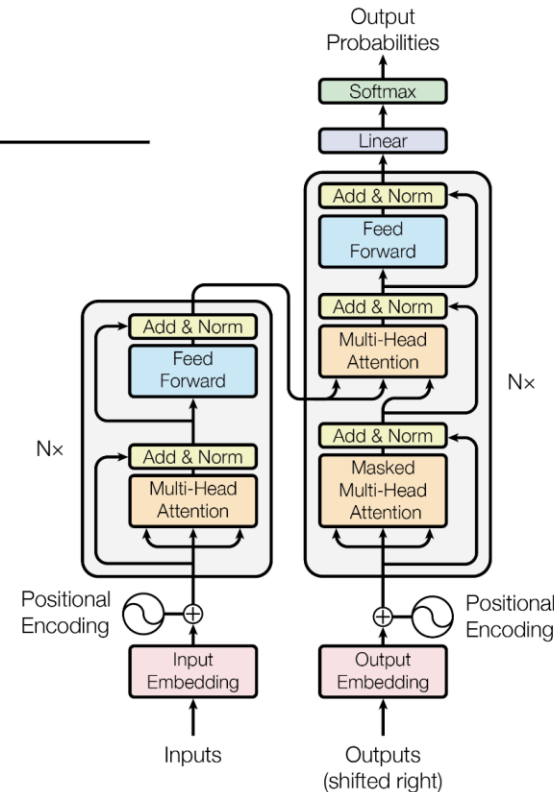 Output
Probabilities
Softmax
Linear
Add & Norm
Feed
Forward
Add & Norm
Multi-Head
Attention
Add & Norm
Masked
Multi-Head
Attention
N×
Add & Norm
Feed
Forward
Add & Norm
Multi-Head
Attention
N×
Positional
Encoding
Positional
Encoding
Input
Embedding
Output
Embedding
Inputs
Outputs
(shifted right)